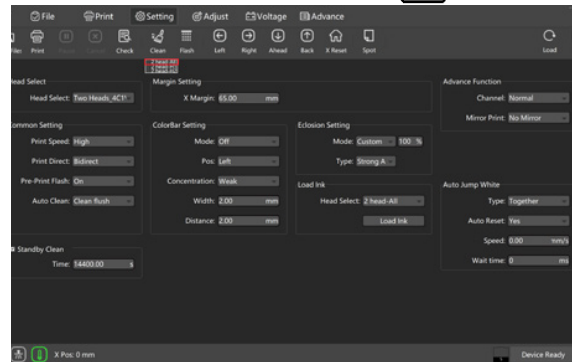 File Print Setting Adjust Voltage Advance
Print Check Clean Flash Left Right Ahead Back X Reset Spot Load
2 head-All
Head Select Margin Setting Advance Function
Head Select: Two Heads_4C1 X Margin: 65.00 mm Channel: Normal
Mirror Print: No Mirror
Common Setting ColorBar Setting Eclosion Setting
Print Speed: High Mode: Off Mode: Custom 100 %
Print Direct: Bidirect Pos: Left Type: Strong A
Pre-Print Flash: On Concentration: Weak Load Ink Auto Jump White
Auto Clean: Clean flush Width: 2.00 mm Head Select: 2 head-All Type: Together
Distance: 2.00 mm Load Ink Auto Reset: Yes
Speed: 0.00 mm/s
Standby Clean
Time: 14400.00 s Wait time: 0 ms
X Pos: 0 mm Device Ready